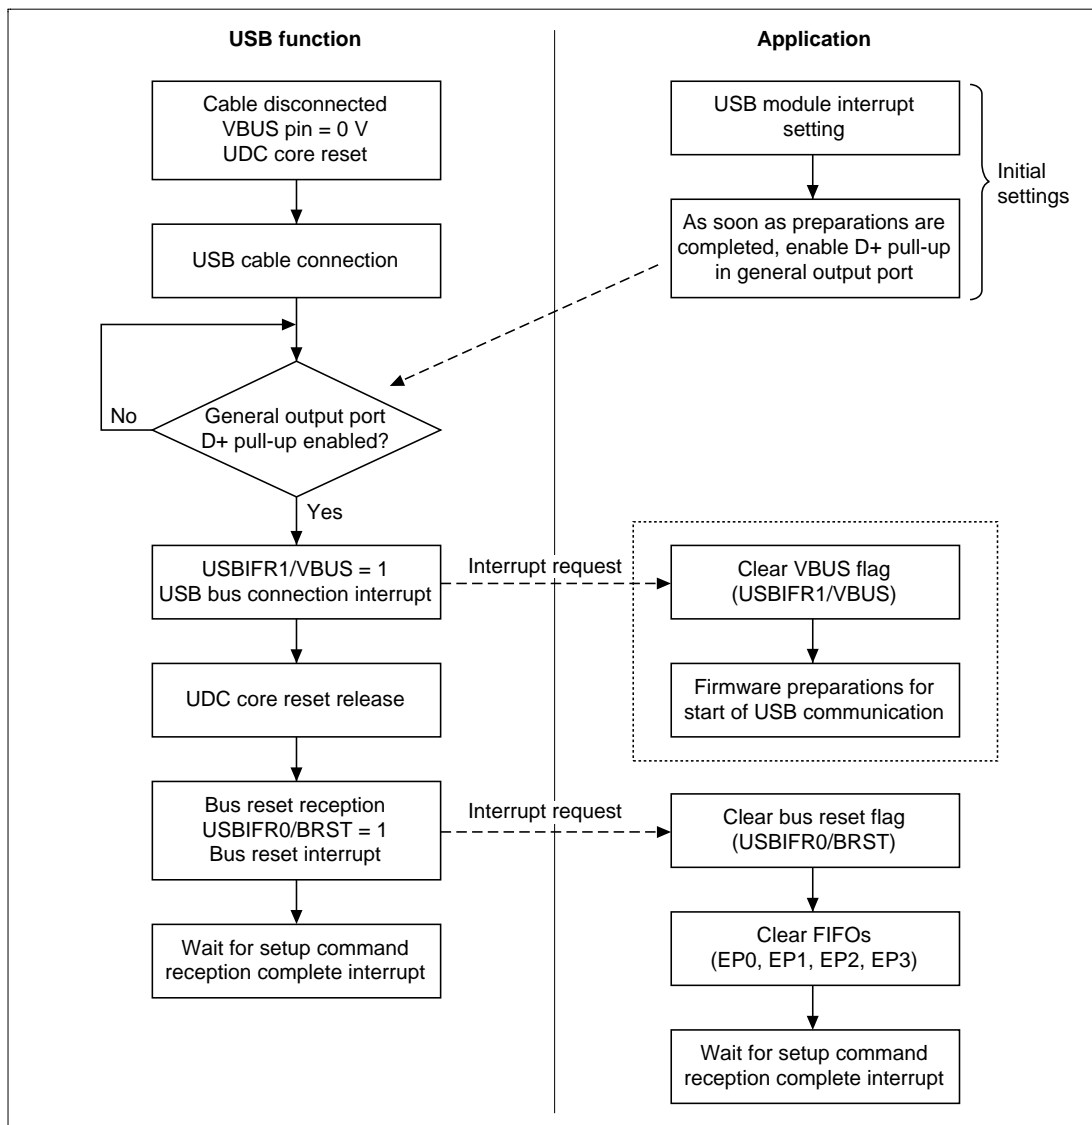 USB function
Application
Cable disconnected
VBUS pin = 0 V
UDC core reset
USB cable connection
No
General output port
D+ pull-up enabled?
Yes
USBIFR1/VBUS = 1
USB bus connection interrupt
UDC core reset release
Bus reset reception
USBIFR0/BRST = 1
Bus reset interrupt
Wait for setup command
reception complete interrupt
USB module interrupt
setting
As soon as preparations are
completed, enable D+ pull-up
in general output port
Initial
settings
Interrupt request
Clear VBUS flag
(USBIFR1/VBUS)
Firmware preparations for
start of USB communication
Interrupt request
Clear bus reset flag
(USBIFR0/BRST)
Clear FIFOs
(EP0, EP1, EP2, EP3)
Wait for setup command
reception complete interrupt